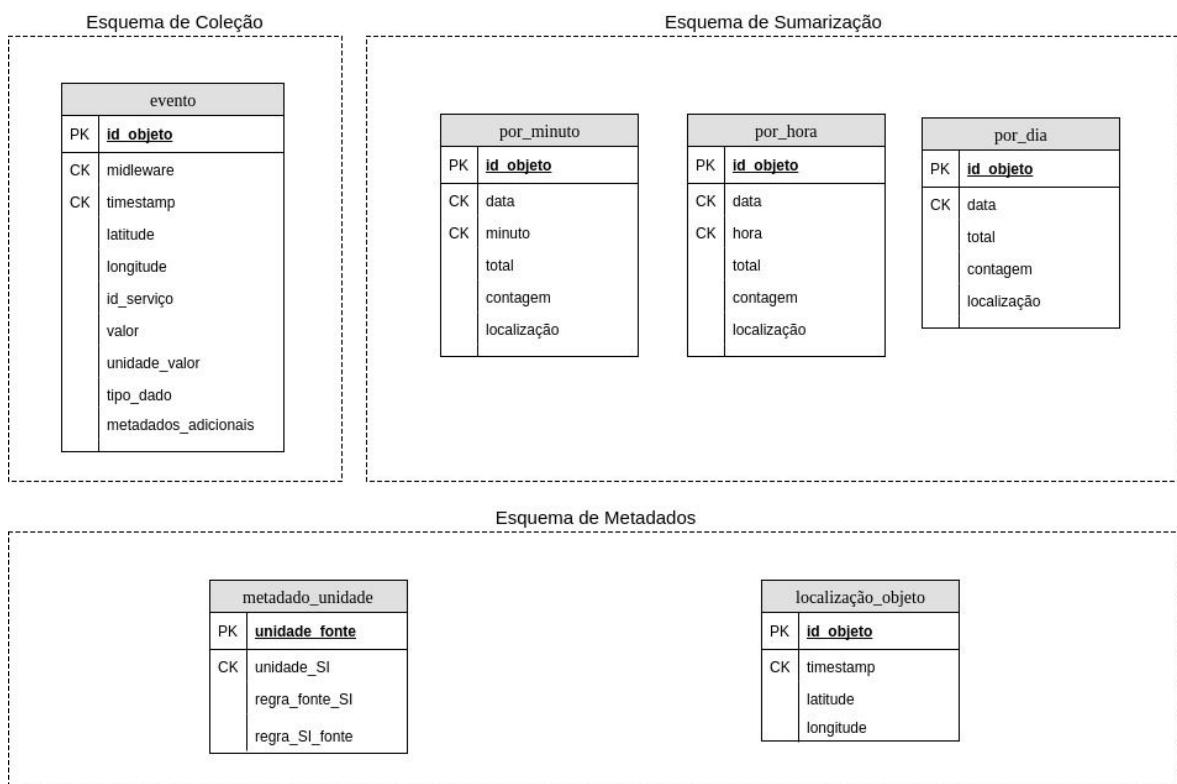 Esquema de Coleção
Esquema de Sumarização
evento
PK id_objeto
CK midleware
CK timestamp
latitude
longitude
id_serviço
valor
unidade_valor
tipo_dado
metadados_adicionais
por_minuto
PK id_objeto
CK data
CK minuto
total
contagem
localização
por_hora
PK id_objeto
CK data
CK hora
total
contagem
localização
por_dia
PK id_objeto
CK data
total
contagem
localização
Esquema de Metadados
metadado_unidade
PK unidade_fonte
CK unidade_SI
regra_fonte_SI
regra_SI_fonte
localização_objeto
PK id_objeto
CK timestamp
latitude
longitude